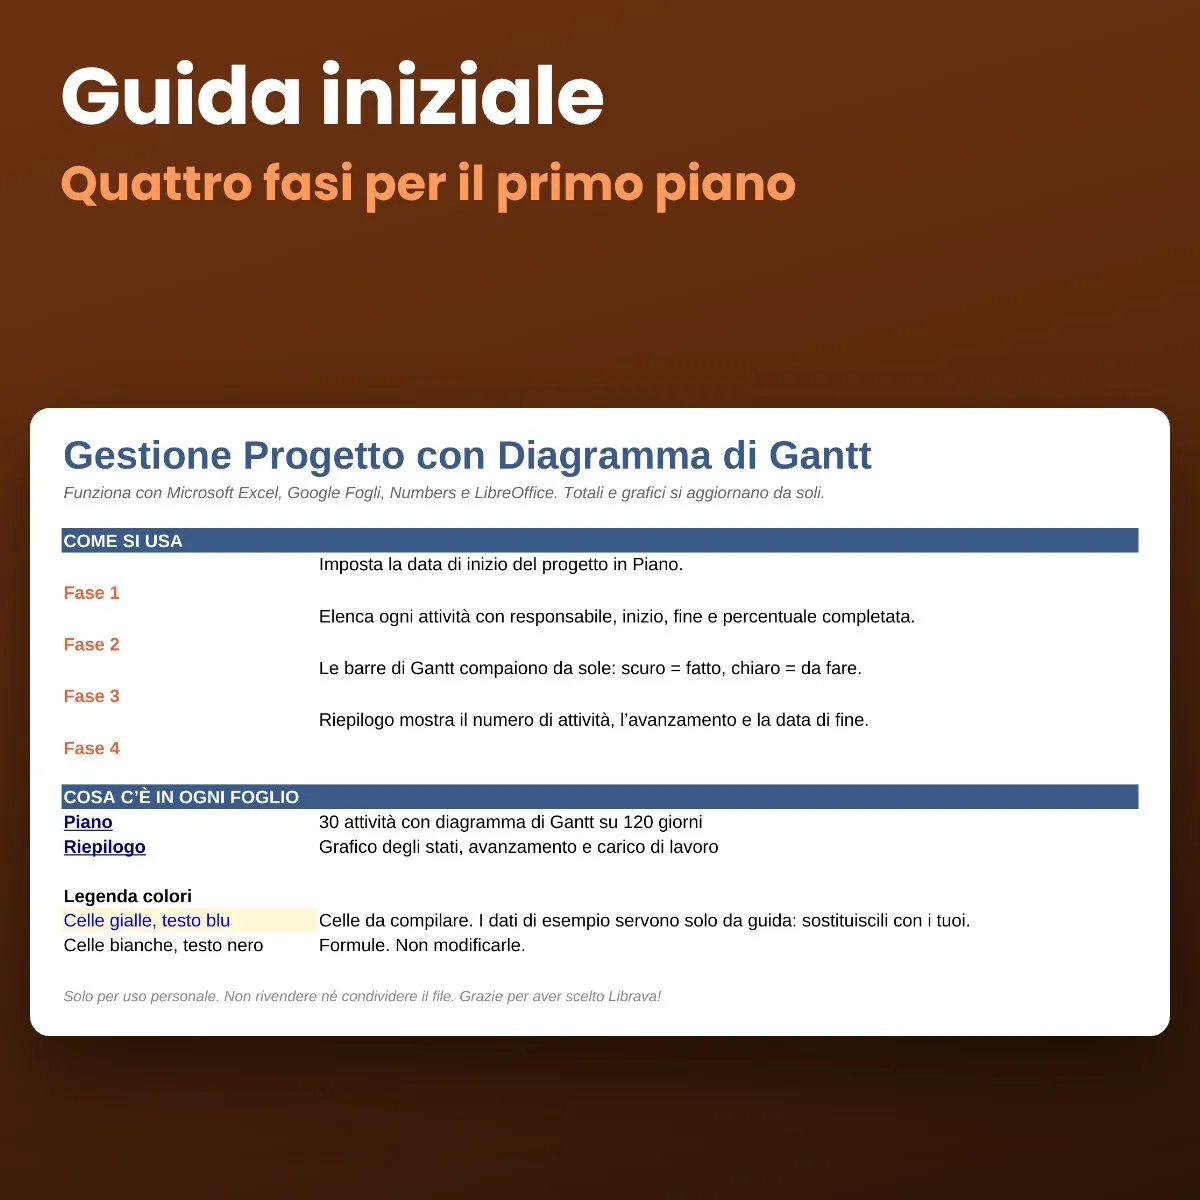 Guida iniziale
Quattro fasi per il primo piano
Gestione Progetto con Diagramma di Gantt
Funziona con Microsoft Excel, Google Fogli, Numbers e LibreOffice. Totali e grafici si aggiornano da soli.
COME SI USA
Imposta la data di inizio del progetto in Piano.
Fase 1
Elenca ogni attività con responsabile, inizio, fine e percentuale completata.
Fase 2
Le barre di Gantt compaiono da sole: scuro = fatto, chiaro = da fare.
Fase 3
Riepilogo mostra il numero di attività, l’avanzamento e la data di fine.
Fase 4
COSA C’È IN OGNI FOGLIO
Piano 30 attività con diagramma di Gantt su 120 giorni
Riepilogo Grafico degli stati, avanzamento e carico di lavoro
Legenda colori
Celle gialle, testo blu Celle da compilare. I dati di esempio servono solo da guida: sostituiscili con i tuoi.
Celle bianche, testo nero Formule. Non modificarle.
Solo per uso personale. Non rivendere né condividere il file. Grazie per aver scelto Librava!